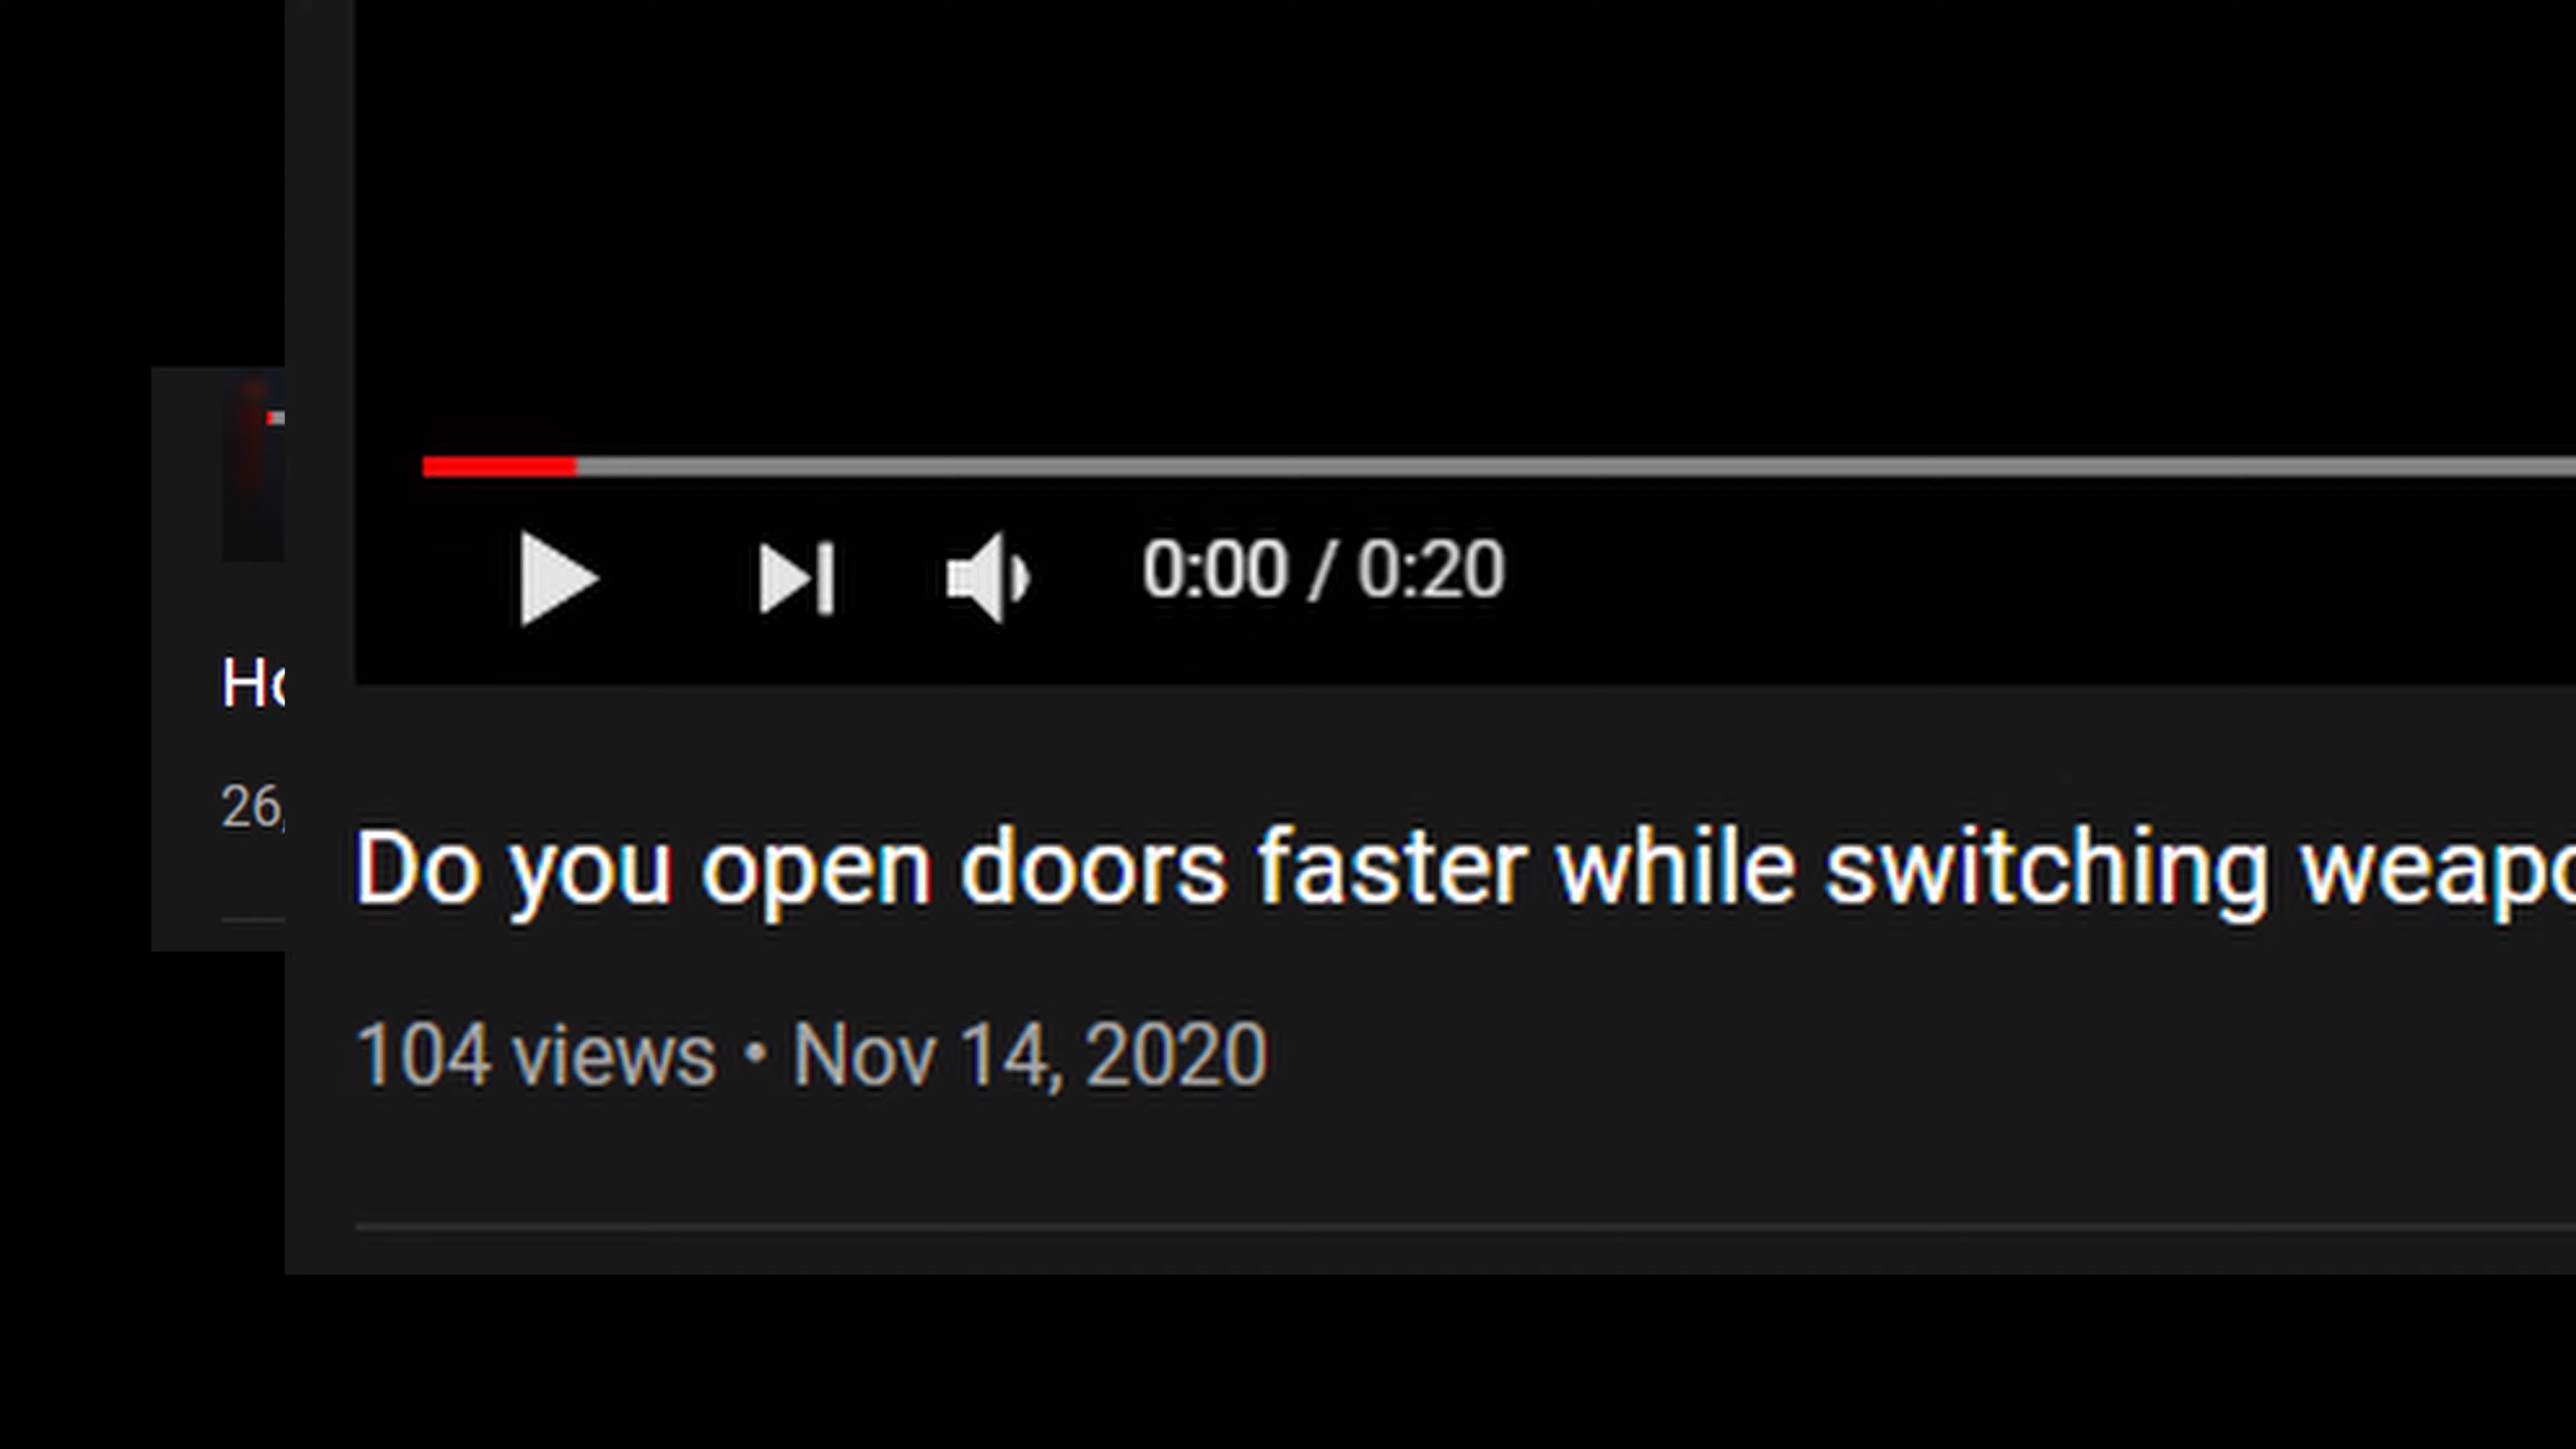 0:00 / 0:20
Do you open doors faster while switching
104 views • Nov 14, 2020